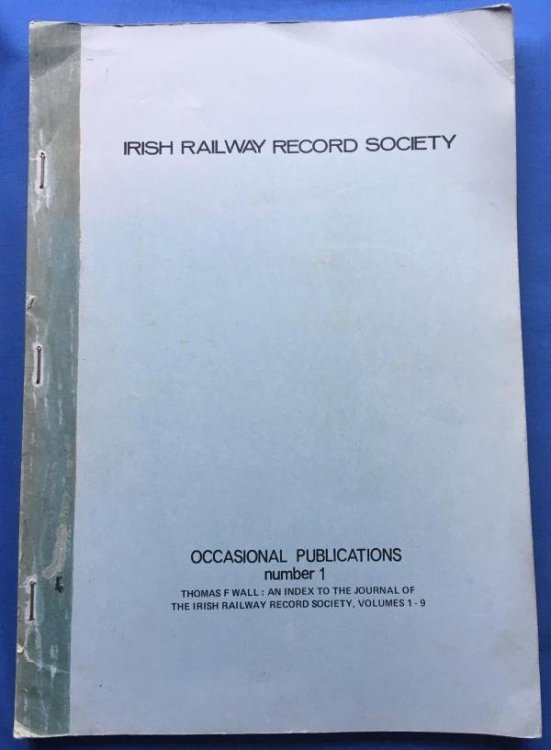 IRISH RAILWAY RECORD SOCIETY
OCCASIONAL PUBLICATIONS
number 1
THOMAS F WALL : AN INDEX TO THE JOURNAL OF
THE IRISH RAILWAY RECORD SOCIETY, VOLUMES 1 - 9